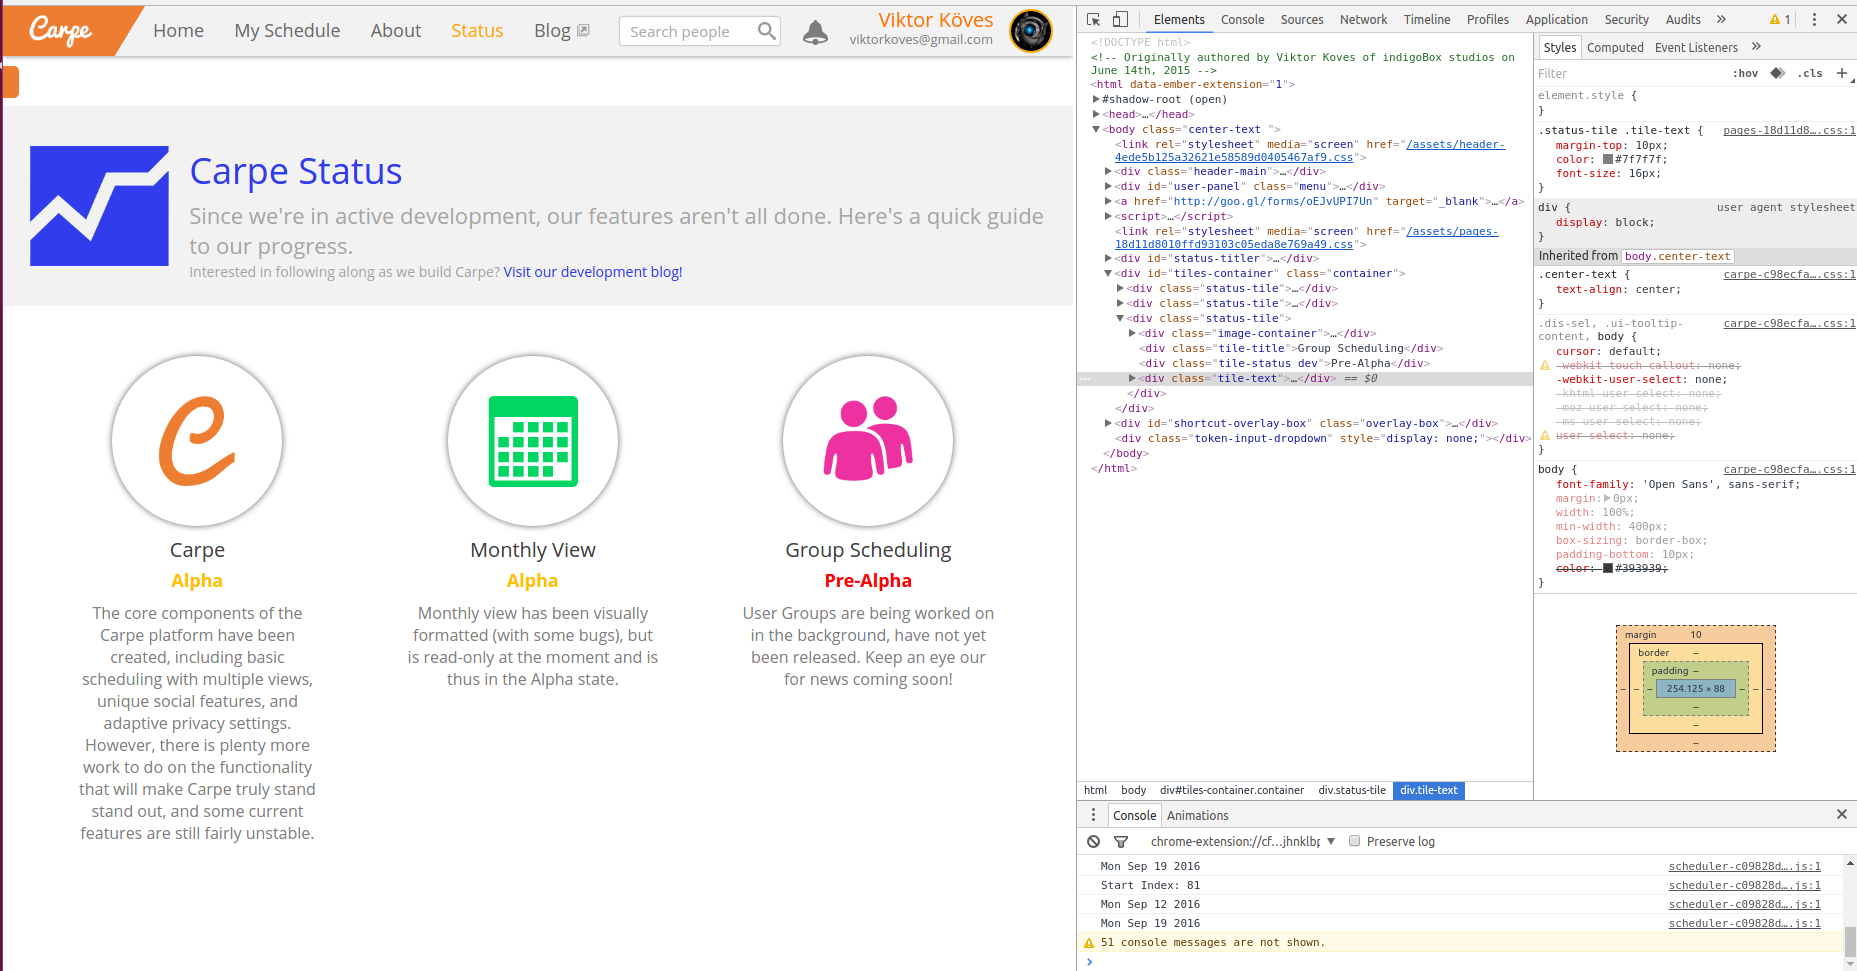 Carpe
Home
My Schedule
About
Status
Blog
Search people
Viktor Köves
viktorkoves@gmail.com
Carpe Status
Since we're in active development, our features aren't all done. Here's a quick guide
to our progress.
Interested in following along as we build Carpe? Visit our development blog!
Carpe
Alpha
The core components of the
Carpe platform have been
created, including basic
scheduling with multiple views,
unique social features, and
adaptive privacy settings.
However, there is plenty more
work to do on the functionality
that will make Carpe truly stand
stand out, and some current
features are still fairly unstable.
Monthly View
Alpha
Monthly view has been visually
formatted (with some bugs), but
is read-only at the moment and is
thus in the Alpha state.
Group Scheduling
Pre-Alpha
User Groups are being worked on
in the background, have not yet
been released. Keep an eye our
for news coming soon!
Elements Console Sources Network Timeline Profiles Application Security Audits » 1
<!DOCTYPE html>
<!-- Originally authored by Viktor Koves of indigoBox studios on
June 14th, 2015 -->
<html data-ember-extension="1">
#shadow-root (open)
<head>…</head>
<body class="center-text ">
<link rel="stylesheet" media="screen" href="/assets/header-
4ede5b125a32621e58589d0405467af9.css">
<div class="header-main">…</div>
<div id="user-panel" class="menu">…</div>
<a href="http://goo.gl/forms/oEJvUPI7Un" target="_blank">…</a>
<script>…</script>
<link rel="stylesheet" media="screen" href="/assets/pages-
18d11d8010ffd93103c05eda8e769a49.css">
<div id="status-titler">…</div>
<div id="tiles-container" class="container">
<div class="status-tile">…</div>
<div class="status-tile">…</div>
<div class="status-tile">
<div class="image-container">…</div>
<div class="tile-title">Group Scheduling</div>
<div class="tile-status dev">Pre-Alpha</div>
<div class="tile-text">…</div> == $0
</div>
</div>
<div id="shortcut-overlay-box" class="overlay-box">…</div>
<div class="token-input-dropdown" style="display: none;"></div>
</body>
</html>
html body div#tiles-container.container div.status-tile div.tile-text
Styles Computed Event Listeners »
Filter :hov .cls +
element.style {
}
.status-tile .tile-text { pages-18d11d8….css:1
margin-top: 10px;
color: #7f7f7f;
font-size: 16px;
}
div { user agent stylesheet
display: block;
}
Inherited from body.center-text
.center-text { carpe-c98ecfa….css:1
text-align: center;
}
.dis-sel, .ui-tooltip- carpe-c98ecfa….css:1
content, body {
cursor: default;
-webkit-touch-callout: none;
-webkit-user-select: none;
-khtml-user-select: none;
-moz-user-select: none;
-ms-user-select: none;
user-select: none;
}
body { carpe-c98ecfa….css:1
font-family: 'Open Sans', sans-serif;
margin: 0px;
width: 100%;
min-width: 400px;
box-sizing: border-box;
padding-bottom: 10px;
color: #393939;
}
margin 10
border –
padding –
254.125 × 88
Console Animations
chrome-extension://cf…jhnklbp Preserve log
Mon Sep 19 2016 scheduler-c09828d….js:1
Start Index: 81 scheduler-c09828d….js:1
Mon Sep 12 2016 scheduler-c09828d….js:1
Mon Sep 19 2016 scheduler-c09828d….js:1
51 console messages are not shown.